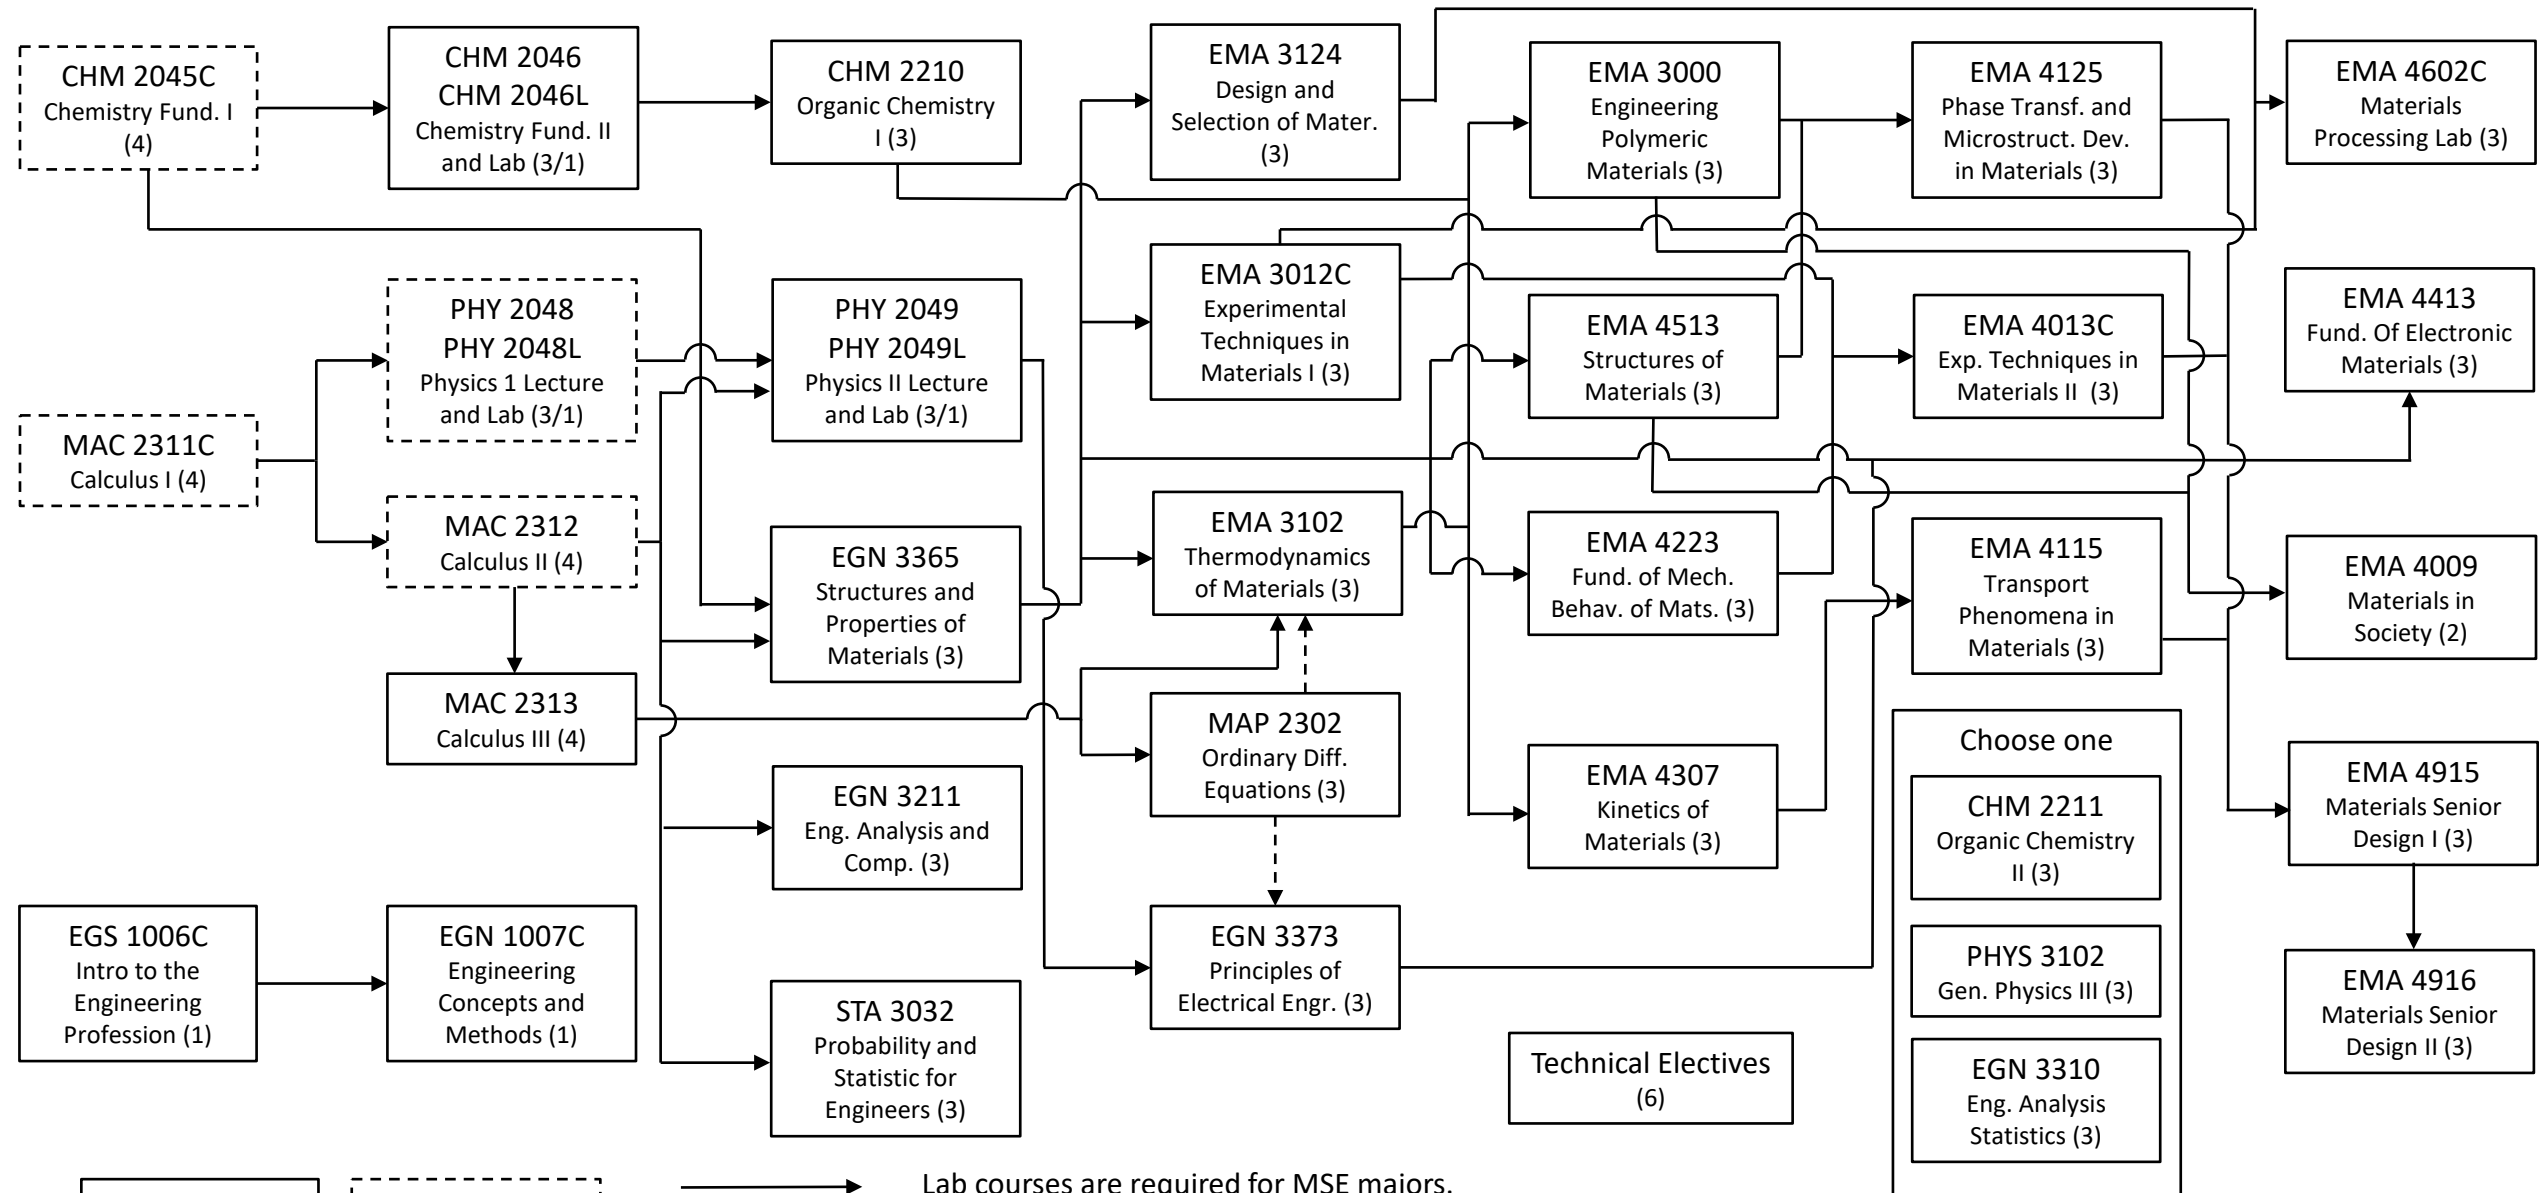 CHM 2045C
Chemistry Fund. I
(4)
CHM 2046
CHM 2046L
Chemistry Fund. II
and Lab (3/1)
CHM 2210
Organic Chemistry
I (3)
EMA 3124
Design and
Selection of Mater.
(3)
EMA 3000
Engineering
Polymeric
Materials (3)
EMA 4125
Phase Transf. and
Microstruct. Dev.
in Materials (3)
EMA 4602C
Materials
Processing Lab (3)
MAC 2311C
Calculus I (4)
PHY 2048
PHY 2048L
Physics 1 Lecture
and Lab (3/1)
PHY 2049
PHY 2049L
Physics II Lecture
and Lab (3/1)
EMA 3012C
Experimental
Techniques in
Materials I (3)
EMA 4513
Structures of
Materials (3)
EMA 4013C
Exp. Techniques in
Materials II  (3)
EMA 4413
Fund. Of Electronic
Materials (3)
MAC 2312
Calculus II (4)
EGN 3365
Structures and
Properties of
Materials (3)
EMA 3102
Thermodynamics
of Materials (3)
EMA 4223
Fund. of Mech.
Behav. of Mats. (3)
EMA 4115
Transport
Phenomena in
Materials (3)
EMA 4009
Materials in
Society (2)
MAC 2313
Calculus III (4)
EGN 3211
Eng. Analysis and
Comp. (3)
MAP 2302
Ordinary Diff.
Equations (3)
EMA 4307
Kinetics of
Materials (3)
Choose one
CHM 2211
Organic Chemistry
II (3)
PHYS 3102
Gen. Physics III (3)
EGN 3310
Eng. Analysis
Statistics (3)
EMA 4915
Materials Senior
Design I (3)
EGS 1006C
Intro to the
Engineering
Profession (1)
EGN 1007C
Engineering
Concepts and
Methods (1)
STA 3032
Probability and
Statistic for
Engineers (3)
EGN 3373
Principles of
Electrical Engr. (3)
Technical Electives
(6)
EMA 4916
Materials Senior
Design II (3)
Lab courses are required for MSE majors.